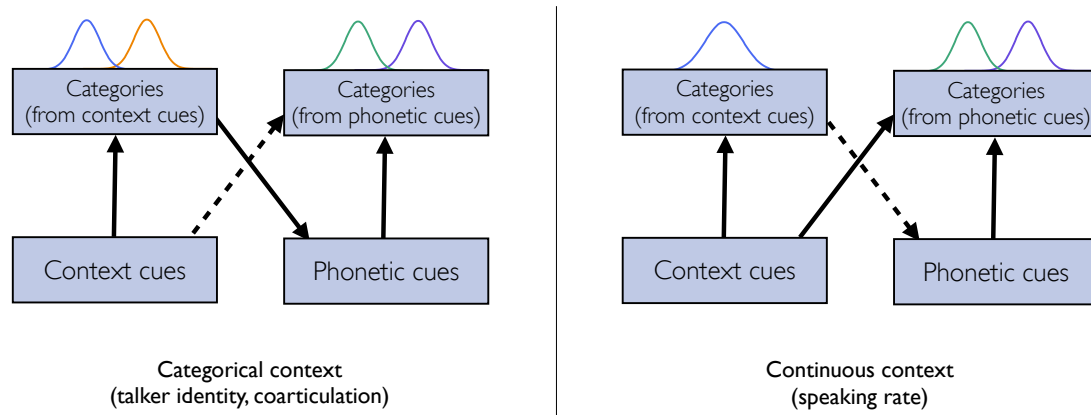 Categories
(from context cues)
Categories
(from phonetic cues)
Context cues
Phonetic cues
Categorical context
(talker identity, coarticulation)
Categories
(from context cues)
Categories
(from phonetic cues)
Context cues
Phonetic cues
Continuous context
(speaking rate)